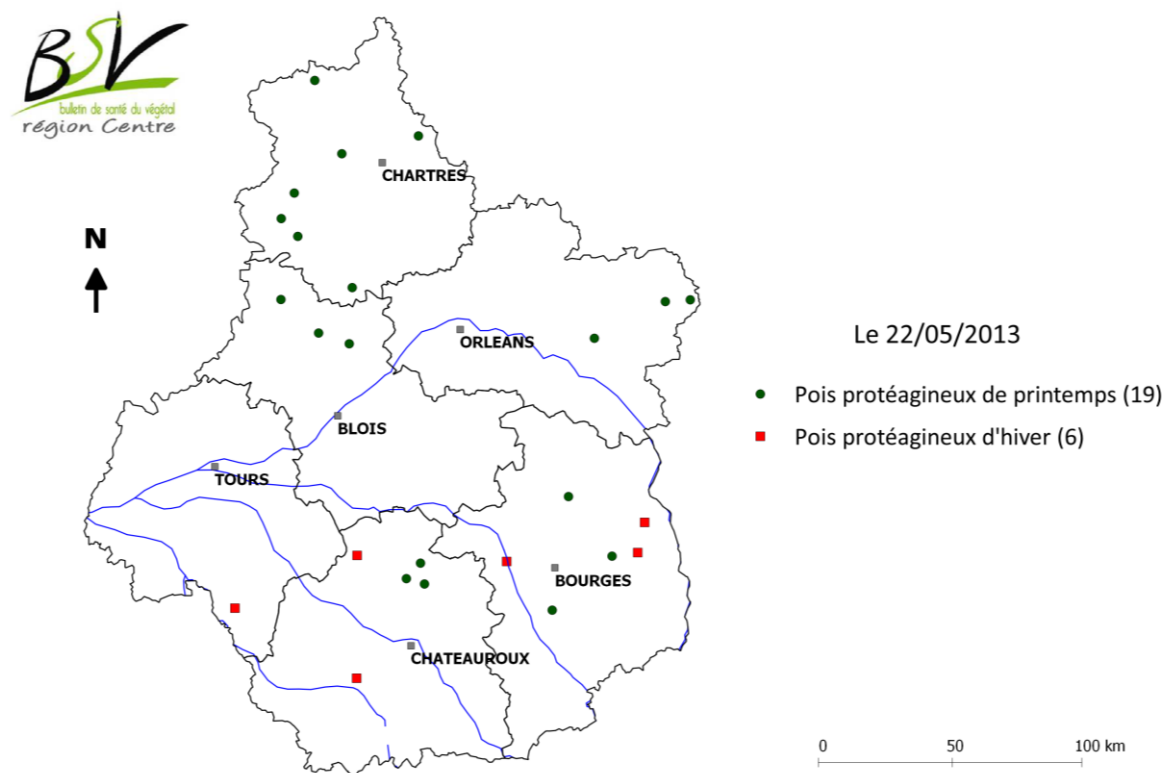 BSV
bulletin de santé du végétal
région Centre
N
CHARTRES
ORLEANS
BLOIS
TOURS
BOURGES
CHATEAUROUX
Le 22/05/2013
Pois protéagineux de printemps (19)
Pois protéagineux d'hiver (6)
0 50 100 km